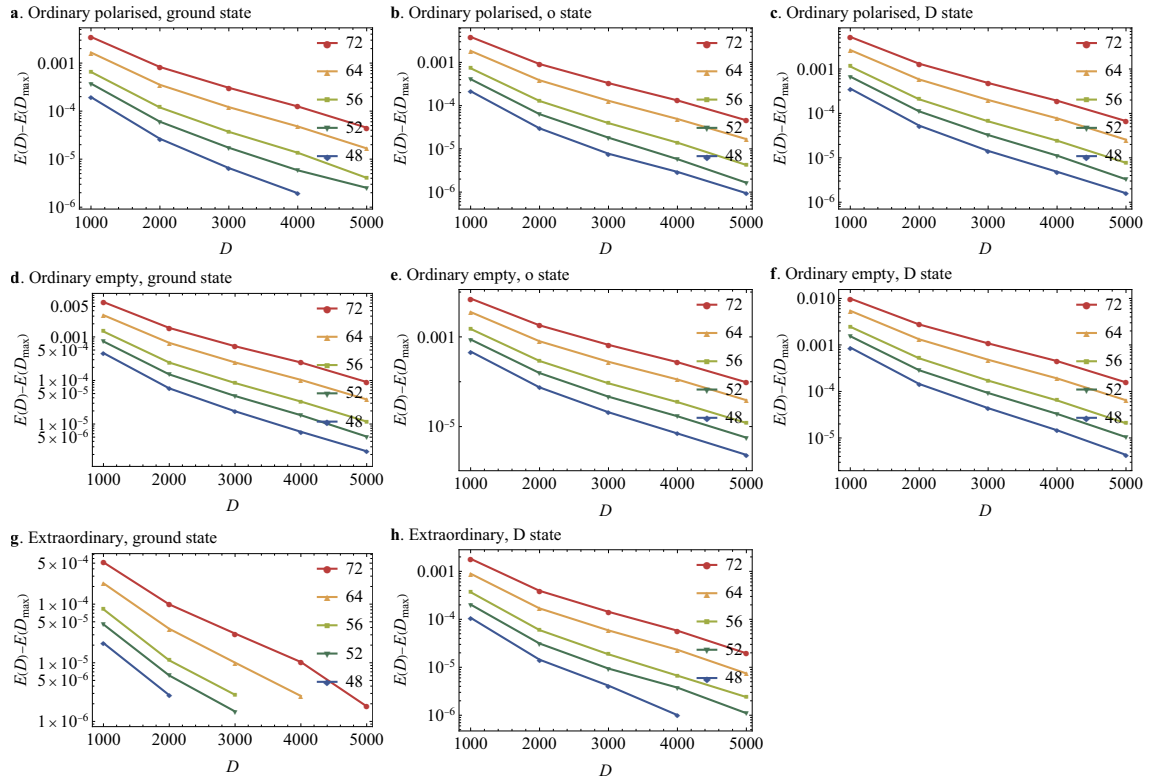 a. Ordinary polarised, ground state
E(D)-E(Dmax)
0.001
10⁻⁴
10⁻⁵
10⁻⁶
72
64
56
52
48
1000 2000 3000 4000 5000
D
b. Ordinary polarised, o state
E(D)-E(Dmax)
0.001
10⁻⁴
10⁻⁵
10⁻⁶
72
64
56
52
48
1000 2000 3000 4000 5000
D
c. Ordinary polarised, D state
E(D)-E(Dmax)
0.001
10⁻⁴
10⁻⁵
10⁻⁶
72
64
56
52
48
1000 2000 3000 4000 5000
D
d. Ordinary empty, ground state
E(D)-E(Dmax)
0.005
0.001
5 × 10⁻⁴
1 × 10⁻⁴
5 × 10⁻⁵
1 × 10⁻⁵
5 × 10⁻⁶
72
64
56
52
48
1000 2000 3000 4000 5000
D
e. Ordinary empty, o state
E(D)-E(Dmax)
0.001
10⁻⁵
72
64
56
52
48
1000 2000 3000 4000 5000
D
f. Ordinary empty, D state
E(D)-E(Dmax)
0.010
0.001
10⁻⁴
10⁻⁵
72
64
56
52
48
1000 2000 3000 4000 5000
D
g. Extraordinary, ground state
E(D)-E(Dmax)
5 × 10⁻⁴
1 × 10⁻⁴
5 × 10⁻⁵
1 × 10⁻⁵
5 × 10⁻⁶
1 × 10⁻⁶
72
64
56
52
48
1000 2000 3000 4000 5000
D
h. Extraordinary, D state
E(D)-E(Dmax)
0.001
10⁻⁴
10⁻⁵
10⁻⁶
72
64
56
52
48
1000 2000 3000 4000 5000
D